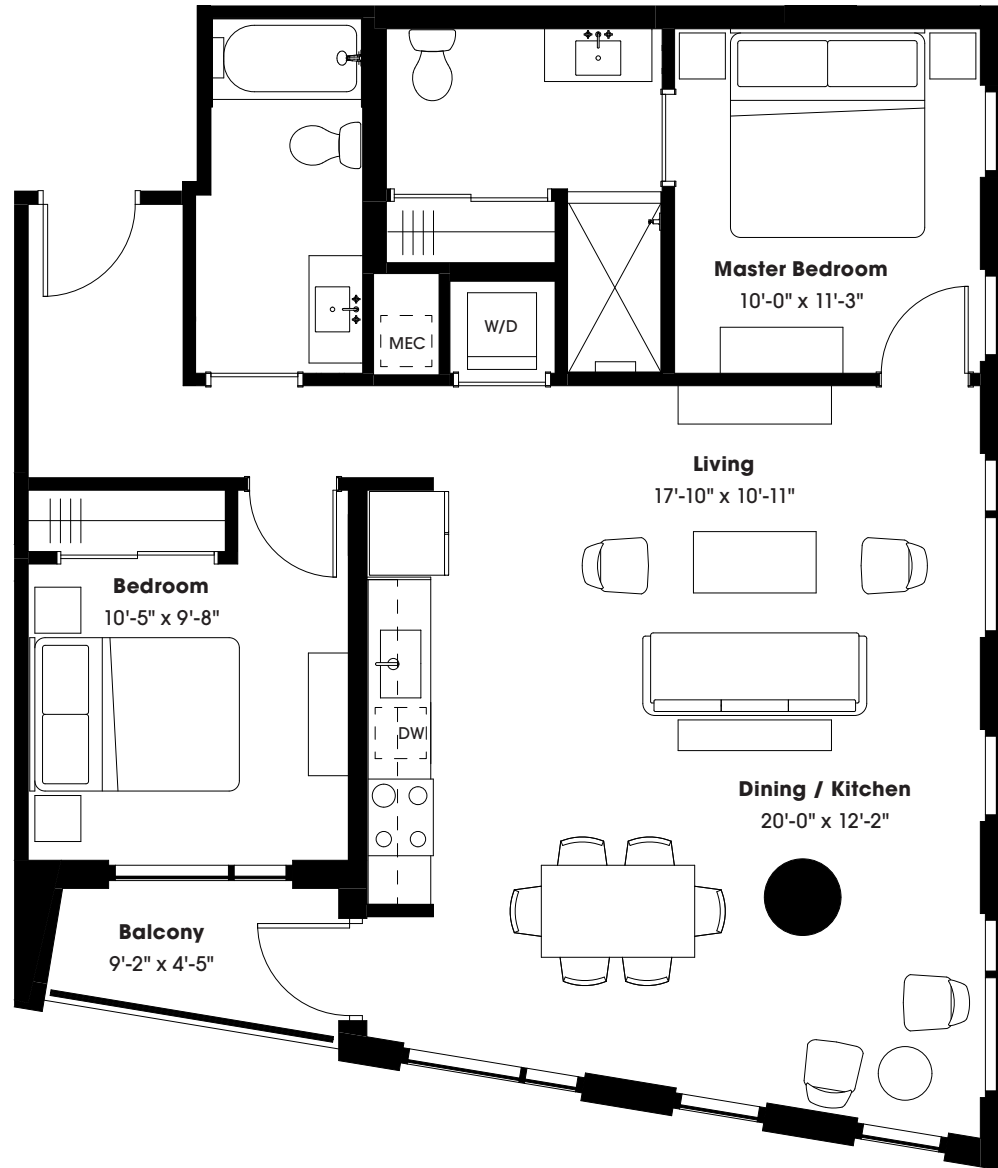 Master Bedroom
10'-0" x 11'-3"
W/D
MEC
Living
17'-10" x 10'-11"
Bedroom
10'-5" x 9'-8"
DW
Dining / Kitchen
20'-0" x 12'-2"
Balcony
9'-2" x 4'-5"